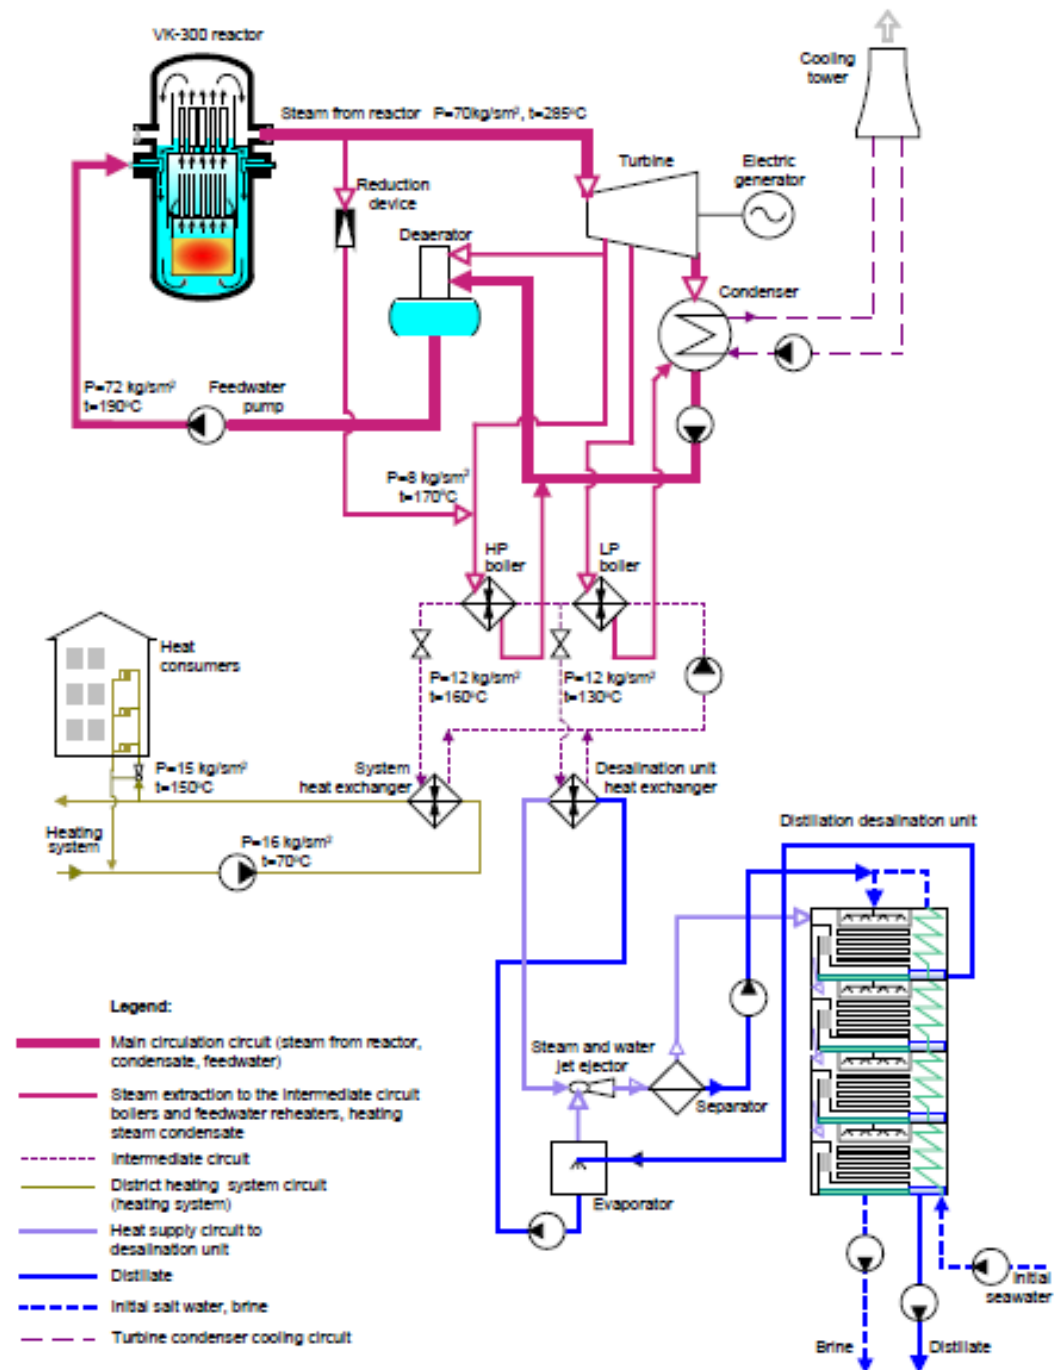 VK-300 reactor
Cooling
tower
Steam from reactor P=70kg/sm², t=285°C
Turbine
Electric
generator
Reduction
device
Deaerator
Condenser
P=72 kg/sm²
t=190°C
Feedwater
pump
P=8 kg/sm²
t=170°C
HP
boiler
LP
boiler
Heat
consumers
P=12 kg/sm²
t=160°C
P=12 kg/sm²
t=130°C
P=15 kg/sm²
t=150°C
System
heat exchanger
Desalination unit
heat exchanger
Heating
system
P=16 kg/sm²
t=70°C
Distillation desalination unit
Legend:
Main circulation circuit (steam from reactor,
condensate, feedwater)
Steam extraction to the intermediate circuit
boilers and feedwater reheaters, heating
steam condensate
Intermediate circuit
District heating system circuit
(heating system)
Heat supply circuit to
desalination unit
Distillate
Initial salt water, brine
Turbine condenser cooling circuit
Steam and water
jet ejector
Separator
Evaporator
Initial
seawater
Brine
Distillate